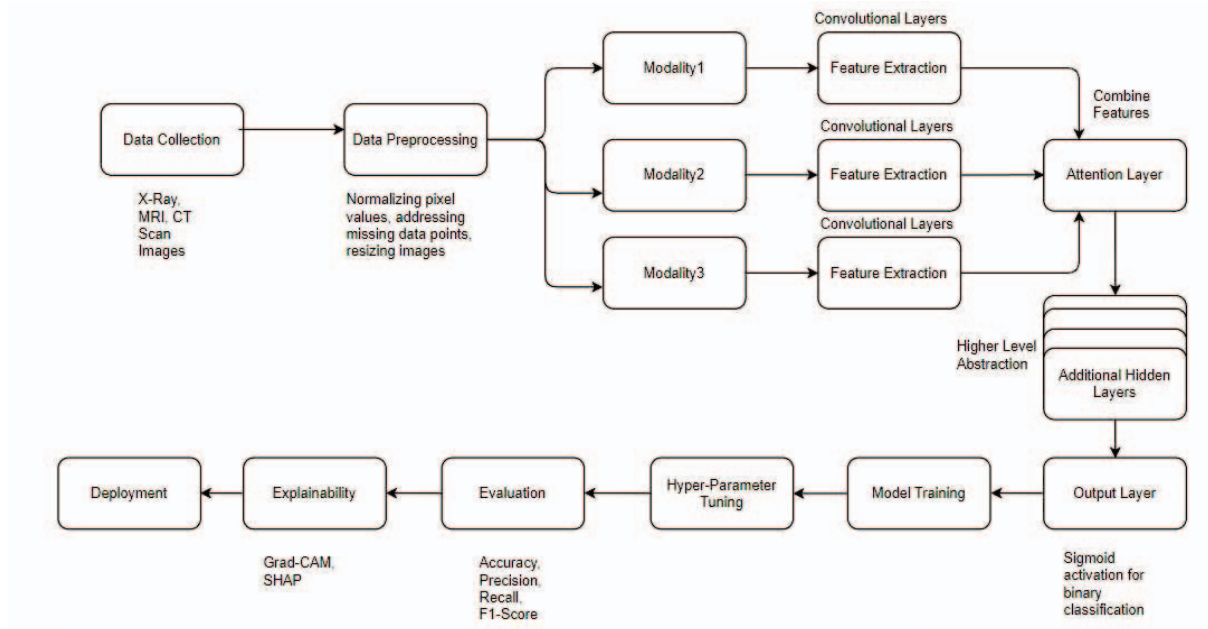 Convolutional Layers
Modality1
Feature Extraction
Combine
Features
Data Collection
Data Preprocessing
Convolutional Layers
Modality2
Feature Extraction
Attention Layer
X-Ray,
MRI, CT
Scan
Images
Normalizing pixel
values, addressing
missing data points,
resizing images
Convolutional Layers
Modality3
Feature Extraction
Higher Level
Abstraction
Additional Hidden
Layers
Deployment
Explainability
Evaluation
Hyper-Parameter
Tuning
Model Training
Output Layer
Grad-CAM,
SHAP
Accuracy,
Precision,
Recall,
F1-Score
Sigmoid
activation for
binary
classification